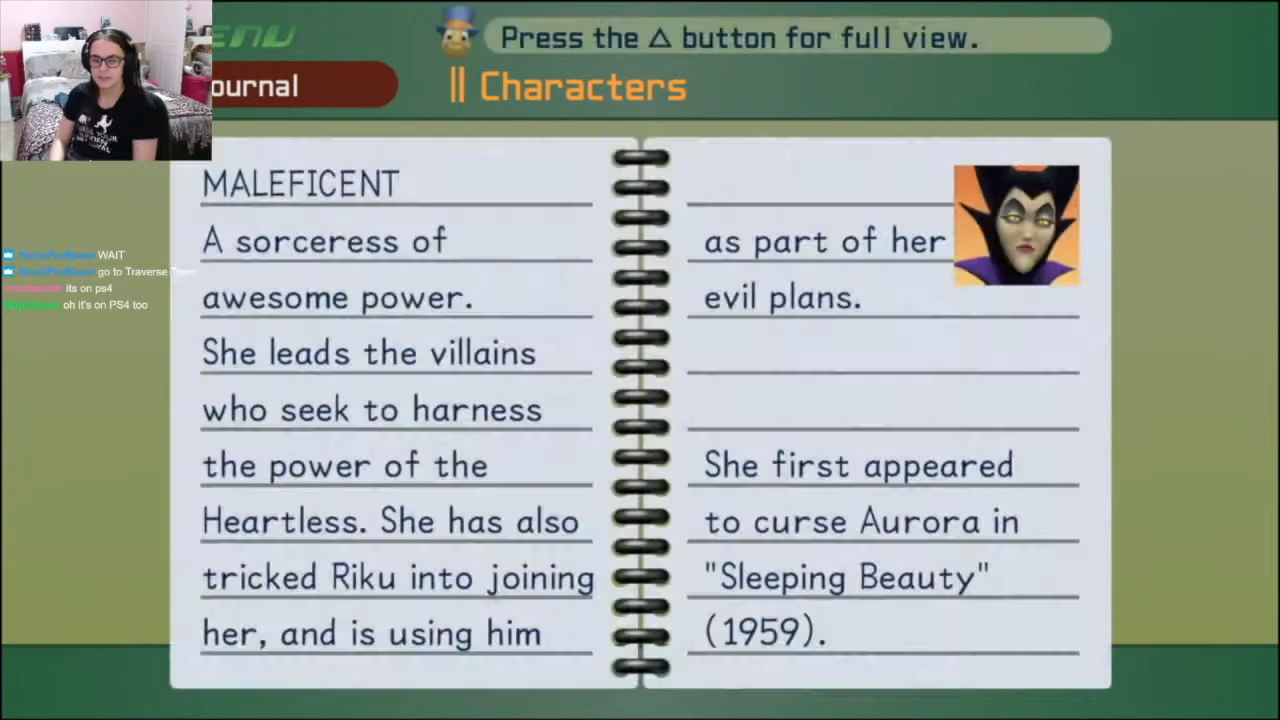 ENU
Press the △ button for full view.
ournal
Characters
MALEFICENT
A sorceress of
awesome power.
She leads the villains
who seek to harness
the power of the
Heartless. She has also
tricked Riku into joining
her, and is using him
as part of her
evil plans.
She first appeared
to curse Aurora in
"Sleeping Beauty"
(1959).
WAIT
go to Traverse Town
its on ps4
oh it's on PS4 too